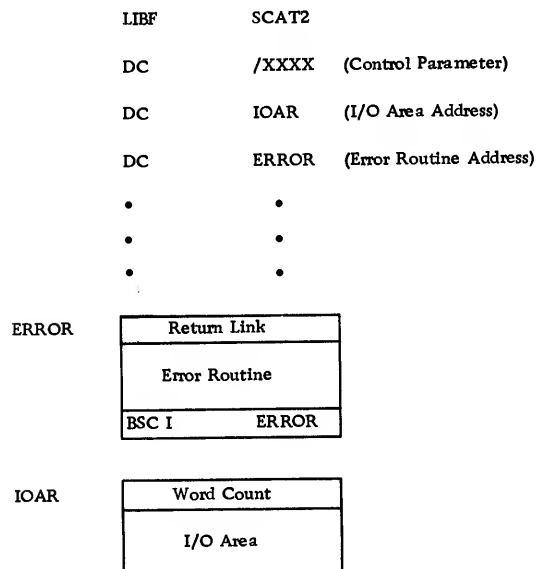 LIBF SCAT2
DC /XXXX (Control Parameter)
DC IOAR (I/O Area Address)
DC ERROR (Error Routine Address)
• •
• •
• •
ERROR Return Link
Error Routine
BSC I ERROR
IOAR Word Count
I/O Area